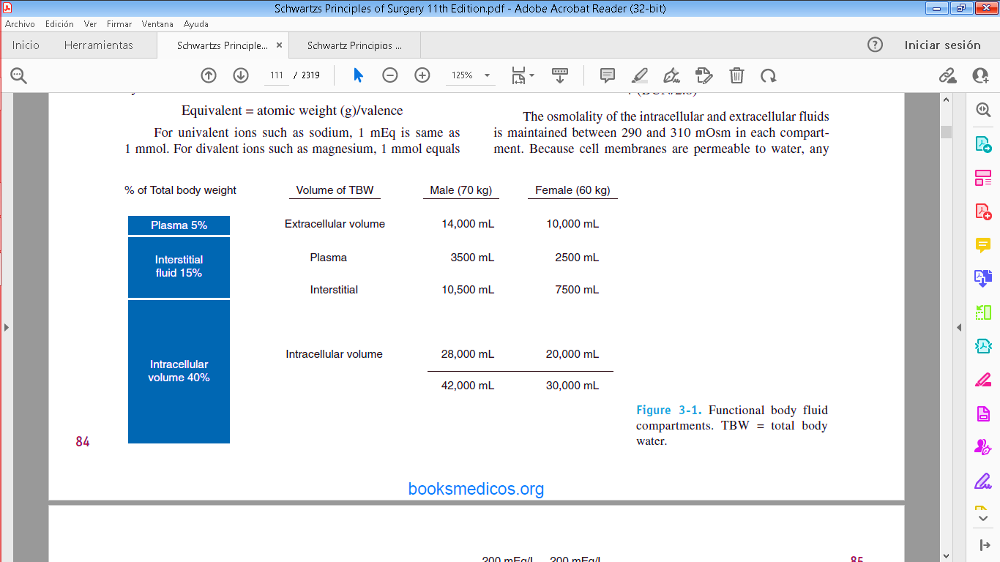 Schwartzs Principles of Surgery 11th Edition.pdf - Adobe Acrobat Reader (32-bit)
Archivo Edición Ver Firmar Ventana Ayuda
Inicio Herramientas Schwartzs Principle... × Schwartz Principios ... Iniciar sesión
111 / 2319 125%
Equivalent = atomic weight (g)/valence
For univalent ions such as sodium, 1 mEq is same as
1 mmol. For divalent ions such as magnesium, 1 mmol equals
The osmolality of the intracellular and extracellular fluids
is maintained between 290 and 310 mOsm in each compart-
ment. Because cell membranes are permeable to water, any
% of Total body weight Volume of TBW Male (70 kg) Female (60 kg)
Plasma 5% Extracellular volume 14,000 mL 10,000 mL
Interstitial
fluid 15%
Plasma 3500 mL 2500 mL
Interstitial 10,500 mL 7500 mL
Intracellular
volume 40%
Intracellular volume 28,000 mL 20,000 mL
42,000 mL 30,000 mL
Figure 3-1. Functional body fluid
compartments. TBW = total body
water.
84
booksmedicos.org
200 mEq/L 200 mEq/L
85